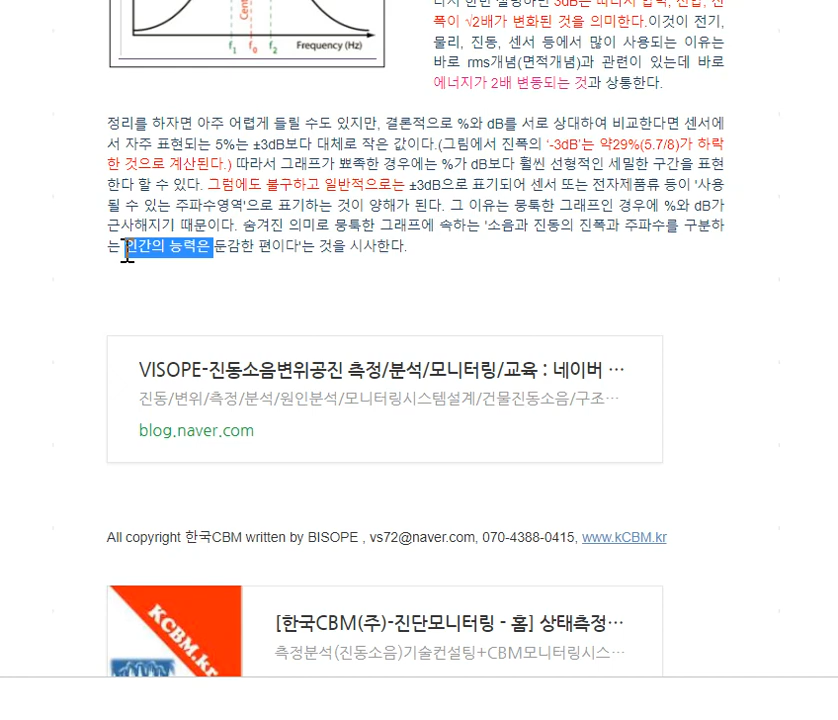 Cent
f₁ f₀ f₂ Frequency (Hz)
폭이 √2배가 변화된 것을 의미한다.이것이 전기,
물리, 진동, 센서 등에서 많이 사용되는 이유는
바로 rms개념(면적개념)과 관련이 있는데 바로
에너지가 2배 변동되는 것과 상통한다.
정리를 하자면 아주 어렵게 들릴 수도 있지만, 결론적으로 %와 dB를 서로 상대하여 비교한다면 센서에
서 자주 표현되는 5%는 ±3dB보다 대체로 작은 값이다.(그림에서 진폭의 '-3dB'는 약29%(5.7/8)가 하락
한 것으로 계산된다.) 따라서 그래프가 뾰족한 경우에는 %가 dB보다 훨씬 선형적인 세밀한 구간을 표현
한다 할 수 있다. 그럼에도 불구하고 일반적으로는 ±3dB으로 표기되어 센서 또는 전자제품류 등이 '사용
될 수 있는 주파수영역'으로 표기하는 것이 양해가 된다. 그 이유는 뭉툭한 그래프인 경우에 %와 dB가
근사해지기 때문이다. 숨겨진 의미로 뭉툭한 그래프에 속하는 '소음과 진동의 진폭과 주파수를 구분하
는 인간의 능력은 둔감한 편이다'는 것을 시사한다.
VISOPE-진동소음변위공진 측정/분석/모니터링/교육 : 네이버 …
진동/변위/측정/분석/원인분석/모니터링시스템설계/건물진동소음/구조…
blog.naver.com
All copyright 한국CBM written by BISOPE , vs72@naver.com, 070-4388-0415, www.kCBM.kr
KCBM.kr
[한국CBM(주)-진단모니터링 - 홈] 상태측정…
측정분석(진동소음)기술컨설팅+CBM모니터링시스…